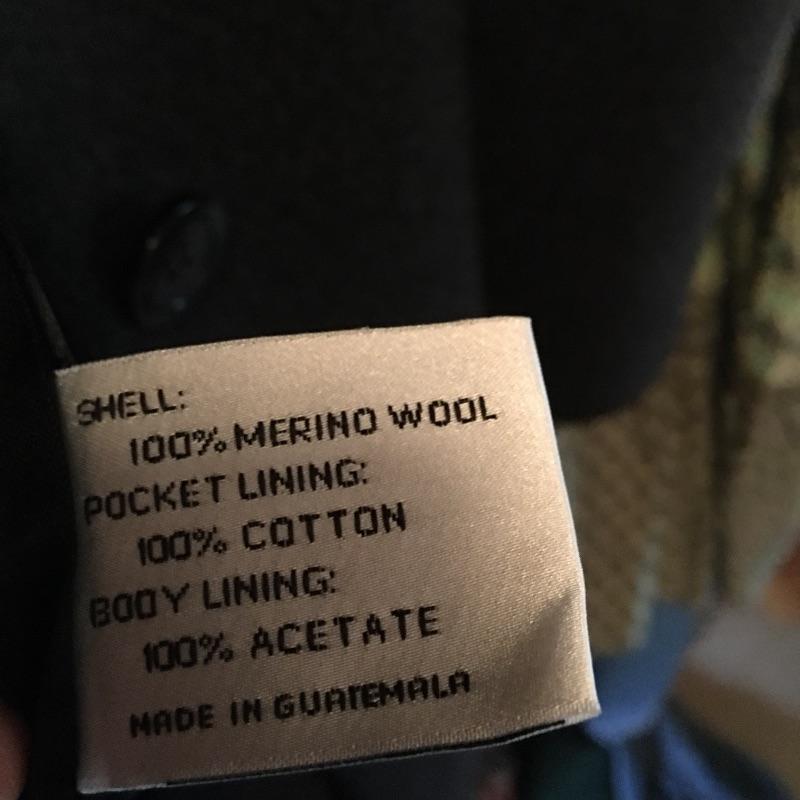 SHELL:
100% MERINO WOOL
POCKET LINING:
100% COTTON
BODY LINING:
100% ACETATE
MADE IN GUATEMALA